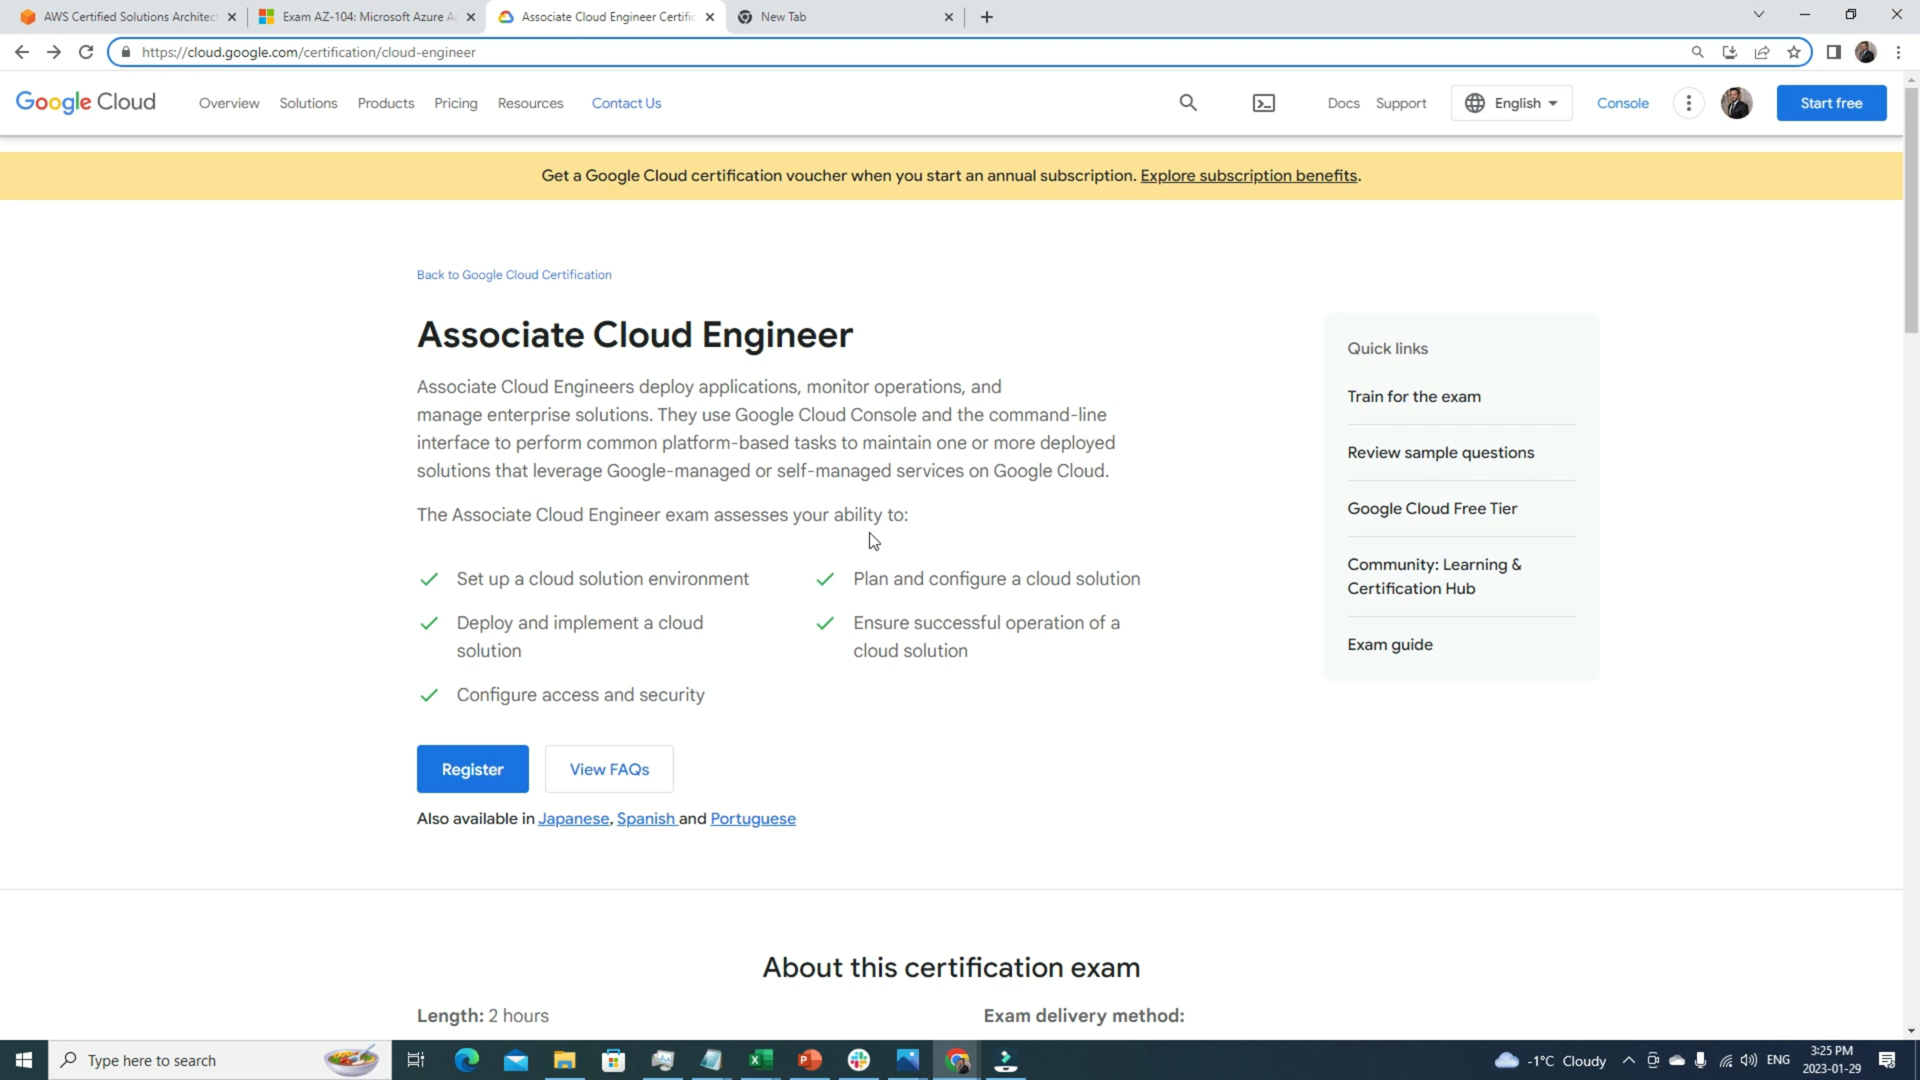 AWS Certified Solutions Architect
Exam AZ-104: Microsoft Azure A
Associate Cloud Engineer Certific
New Tab
https://cloud.google.com/certification/cloud-engineer
Google Cloud
Overview
Solutions
Products
Pricing
Resources
Contact Us
Docs
Support
English
Console
Start free
Get a Google Cloud certification voucher when you start an annual subscription. Explore subscription benefits.
Back to Google Cloud Certification
Associate Cloud Engineer
Associate Cloud Engineers deploy applications, monitor operations, and
manage enterprise solutions. They use Google Cloud Console and the command-line
interface to perform common platform-based tasks to maintain one or more deployed
solutions that leverage Google-managed or self-managed services on Google Cloud.
The Associate Cloud Engineer exam assesses your ability to:
Set up a cloud solution environment
Plan and configure a cloud solution
Deploy and implement a cloud
solution
Ensure successful operation of a
cloud solution
Configure access and security
Register
View FAQs
Also available in Japanese, Spanish and Portuguese
Quick links
Train for the exam
Review sample questions
Google Cloud Free Tier
Community: Learning &
Certification Hub
Exam guide
About this certification exam
Length: 2 hours
Exam delivery method:
Type here to search
-1°C Cloudy
ENG
3:25 PM
2023-01-29